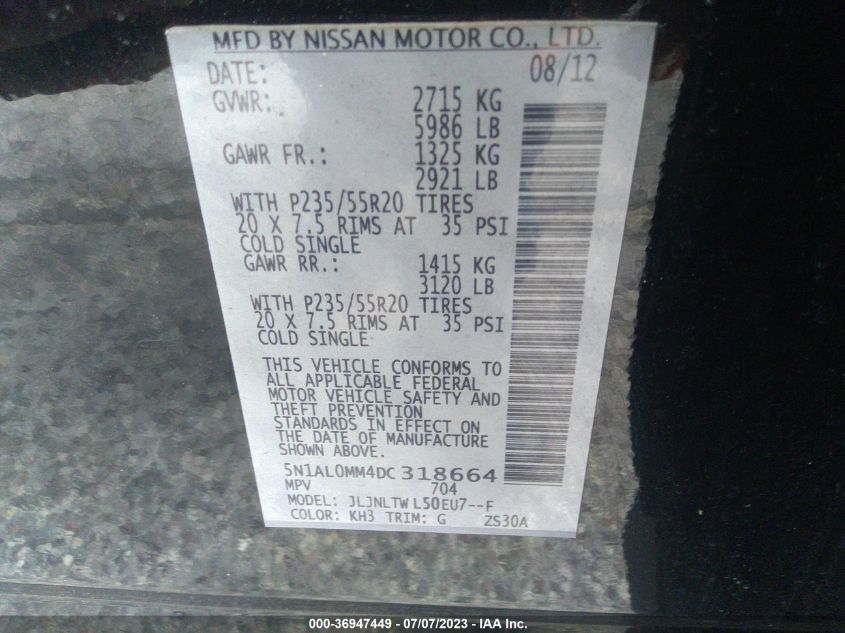 MFD BY NISSAN MOTOR CO., LTD.
DATE: 08/12
GVWR: 2715 KG
5986 LB
GAWR FR.: 1325 KG
2921 LB
WITH P235/55R20 TIRES
20 X 7.5 RIMS AT 35 PSI
COLD SINGLE
GAWR RR.: 1415 KG
3120 LB
WITH P235/55R20 TIRES
20 X 7.5 RIMS AT 35 PSI
COLD SINGLE
THIS VEHICLE CONFORMS TO
ALL APPLICABLE FEDERAL
MOTOR VEHICLE SAFETY AND
THEFT PREVENTION
STANDARDS IN EFFECT ON
THE DATE OF MANUFACTURE
SHOWN ABOVE.
5N1AL0MM4DC 318664
MPV 704
MODEL: JLJNLTW L50EU7--F
COLOR: KH3 TRIM: G ZS30A
000-36947449 - 07/07/2023 - IAA Inc.